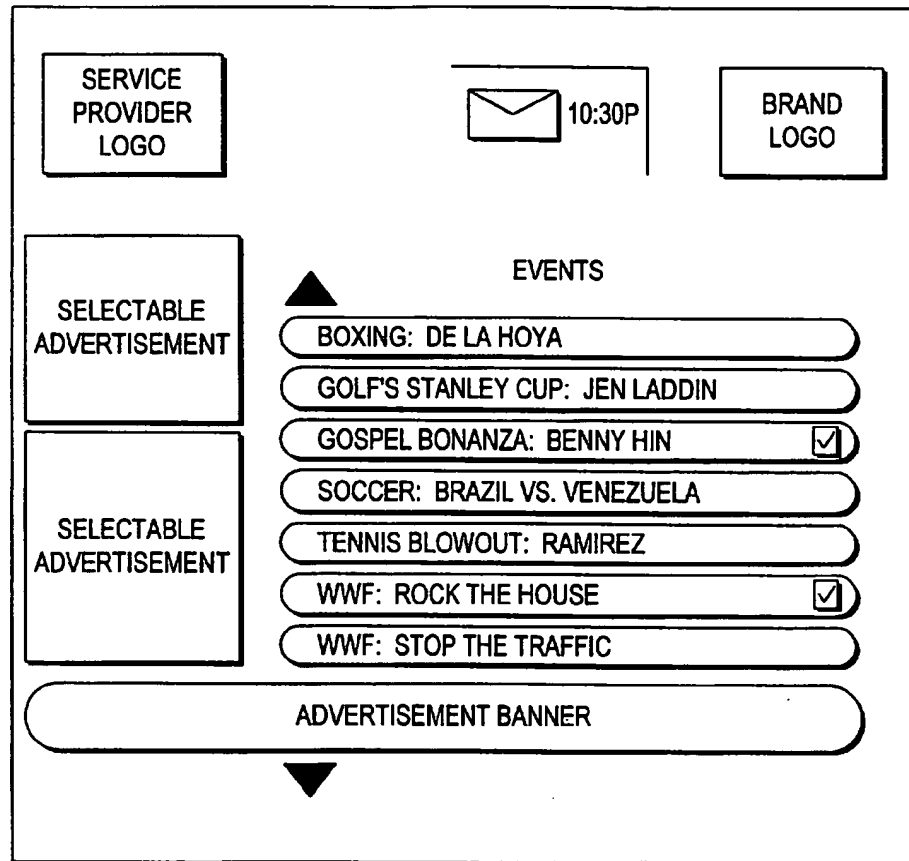 SERVICE
PROVIDER
LOGO
10:30P
BRAND
LOGO
SELECTABLE
ADVERTISEMENT
SELECTABLE
ADVERTISEMENT
EVENTS
BOXING: DE LA HOYA
GOLF'S STANLEY CUP: JEN LADDIN
GOSPEL BONANZA: BENNY HIN
SOCCER: BRAZIL VS. VENEZUELA
TENNIS BLOWOUT: RAMIREZ
WWF: ROCK THE HOUSE
WWF: STOP THE TRAFFIC
ADVERTISEMENT BANNER